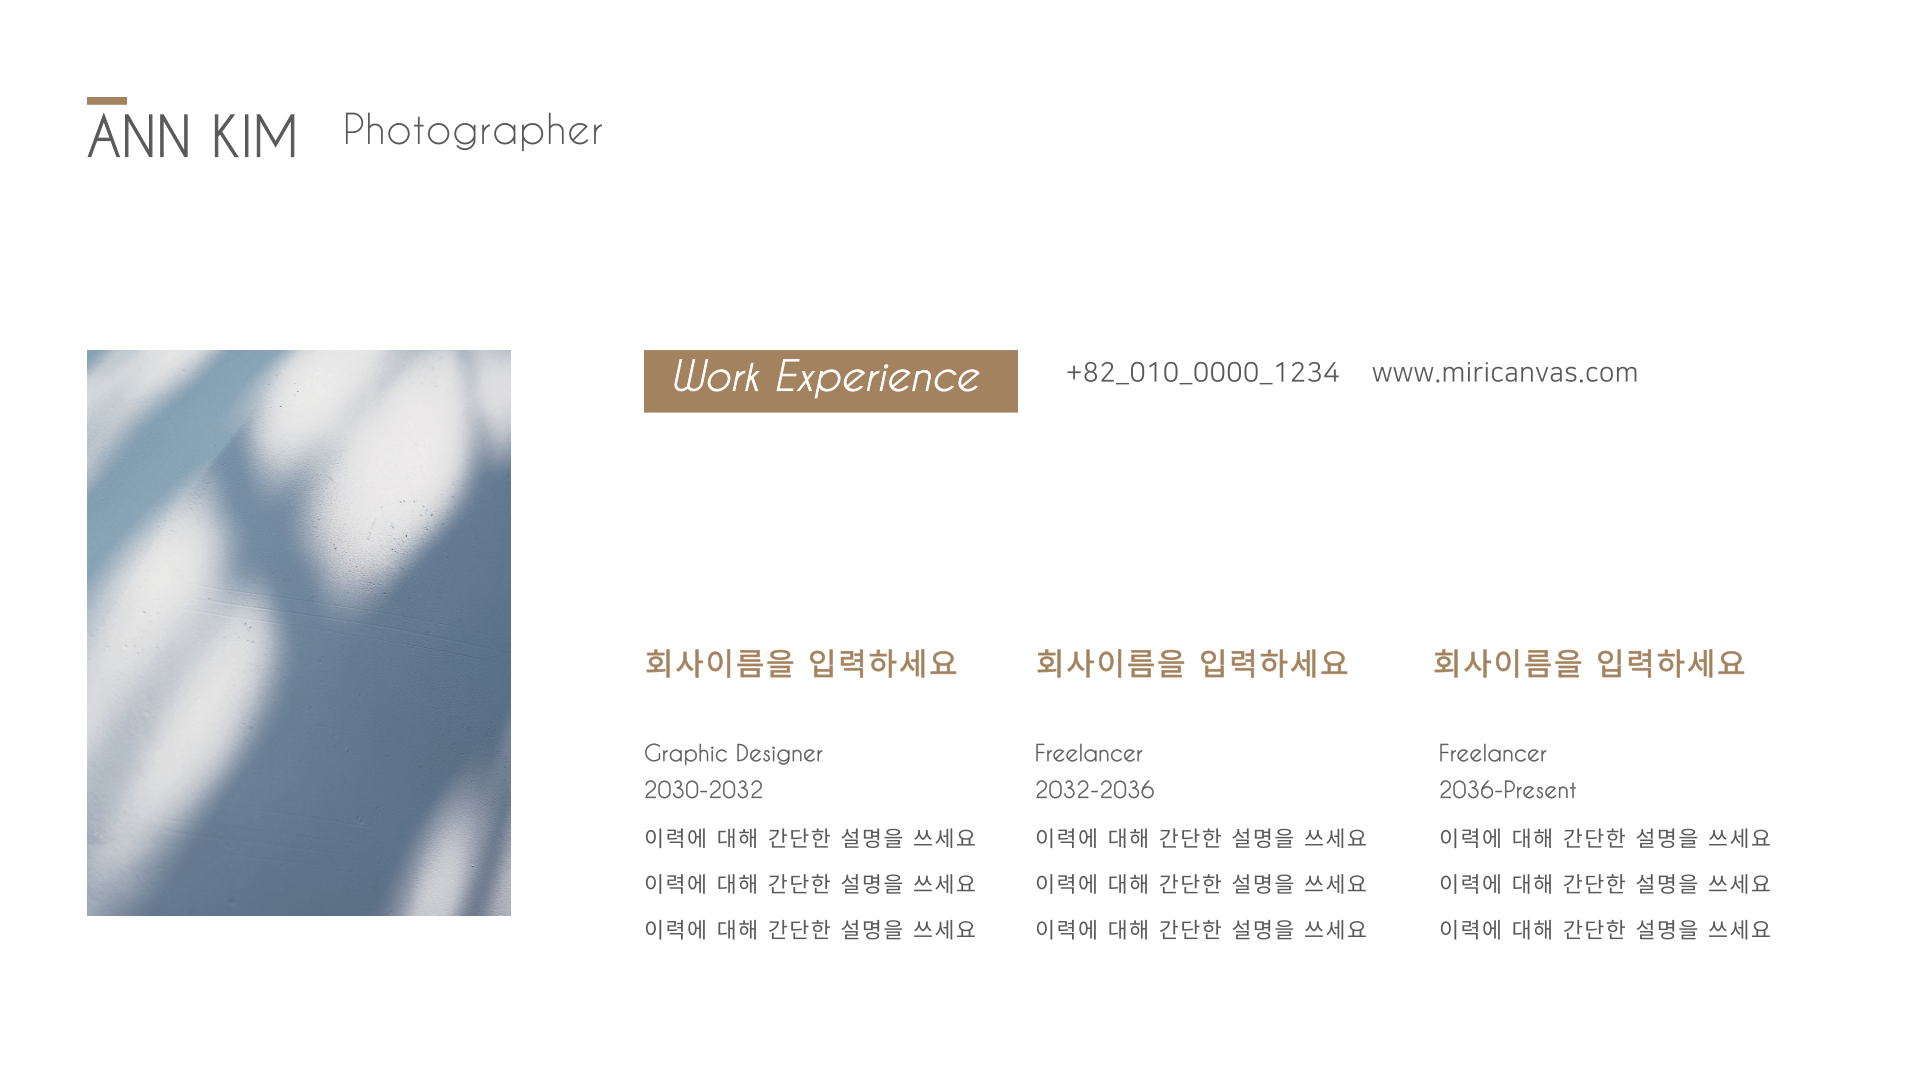 ANN KIM Photographer
Work Experience
+82_010_0000_1234 www.miricanvas.com
회사이름을 입력하세요
Graphic Designer
2030-2032
이력에 대해 간단한 설명을 쓰세요
이력에 대해 간단한 설명을 쓰세요
이력에 대해 간단한 설명을 쓰세요
회사이름을 입력하세요
Freelancer
2032-2036
이력에 대해 간단한 설명을 쓰세요
이력에 대해 간단한 설명을 쓰세요
이력에 대해 간단한 설명을 쓰세요
회사이름을 입력하세요
Freelancer
2036-Present
이력에 대해 간단한 설명을 쓰세요
이력에 대해 간단한 설명을 쓰세요
이력에 대해 간단한 설명을 쓰세요